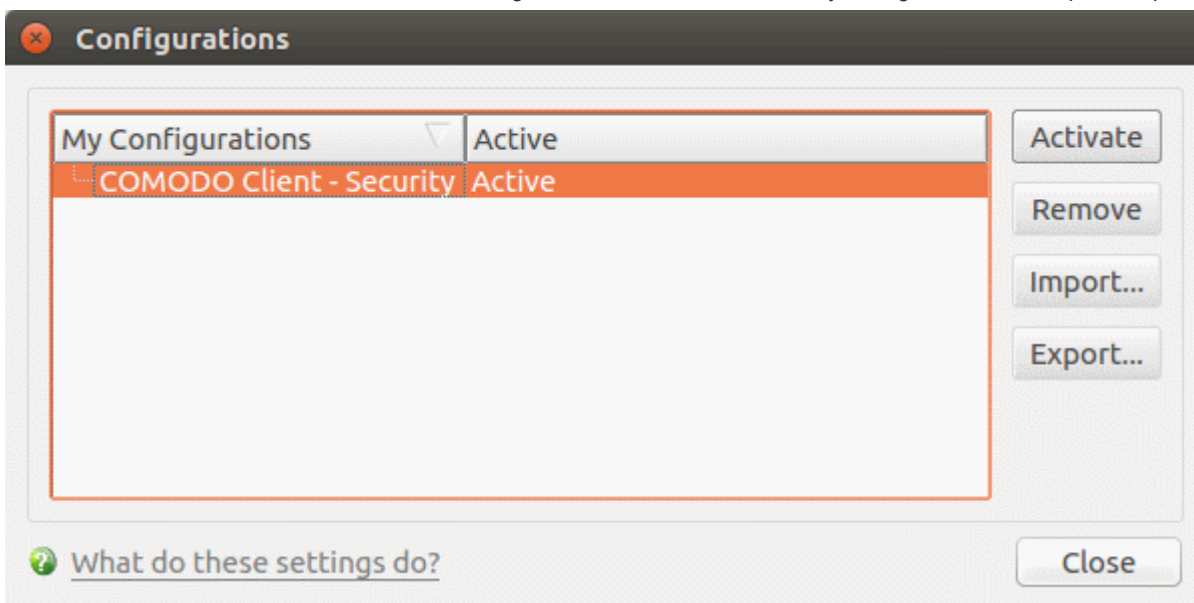 Configurations
My Configurations Active
COMODO Client - Security Active
Activate
Remove
Import...
Export...
What do these settings do?
Close